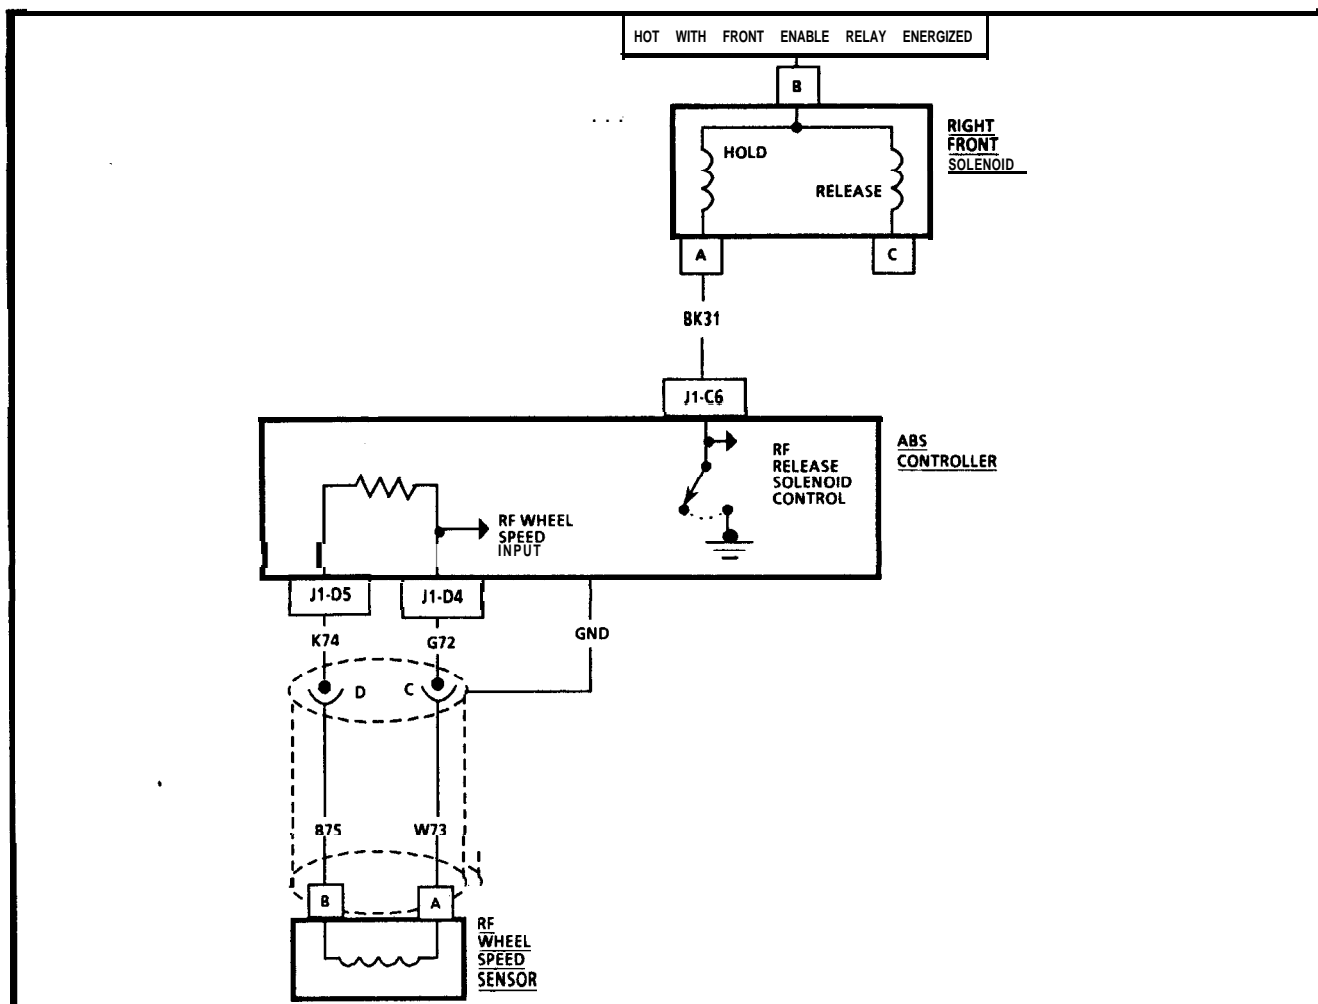 HOT WITH FRONT ENABLE RELAY ENERGIZED
B
RIGHT
FRONT
SOLENOID
HOLD
RELEASE
A
C
BK31
J1-C6
ABS
CONTROLLER
RF
RELEASE
SOLENOID
CONTROL
RF WHEEL
SPEED
INPUT
J1-D5
J1-D4
K74
G72
GND
D
C
B75
W73
B
A
RF
WHEEL
SPEED
SENSOR